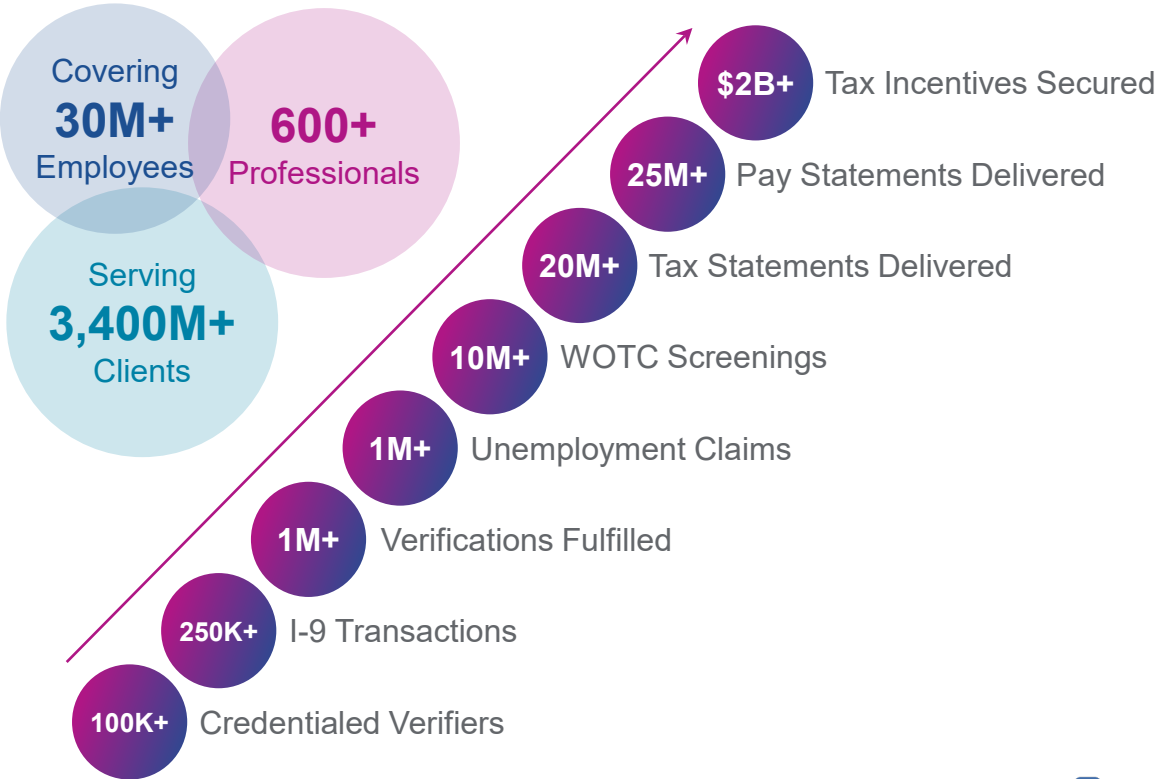 Covering
30M+
Employees
600+
Professionals
Serving
3,400M+
Clients
$2B+ Tax Incentives Secured
25M+ Pay Statements Delivered
20M+ Tax Statements Delivered
10M+ WOTC Screenings
1M+ Unemployment Claims
1M+ Verifications Fulfilled
250K+ I-9 Transactions
100K+ Credentialed Verifiers